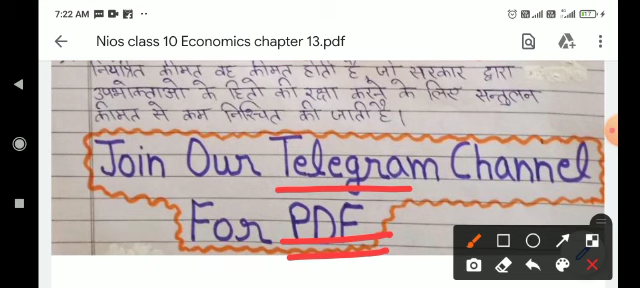 7:22 AM
Nios class 10 Economics chapter 13.pdf
नियंत्रित कीमत वह कीमत होती है, जो सरकार द्वारा
उपभोक्ताओं के हितों की रक्षा करने के लिए सन्तुलन
कीमत से कम निश्चित की जाती है।
Join Our Telegram Channel
For PDF